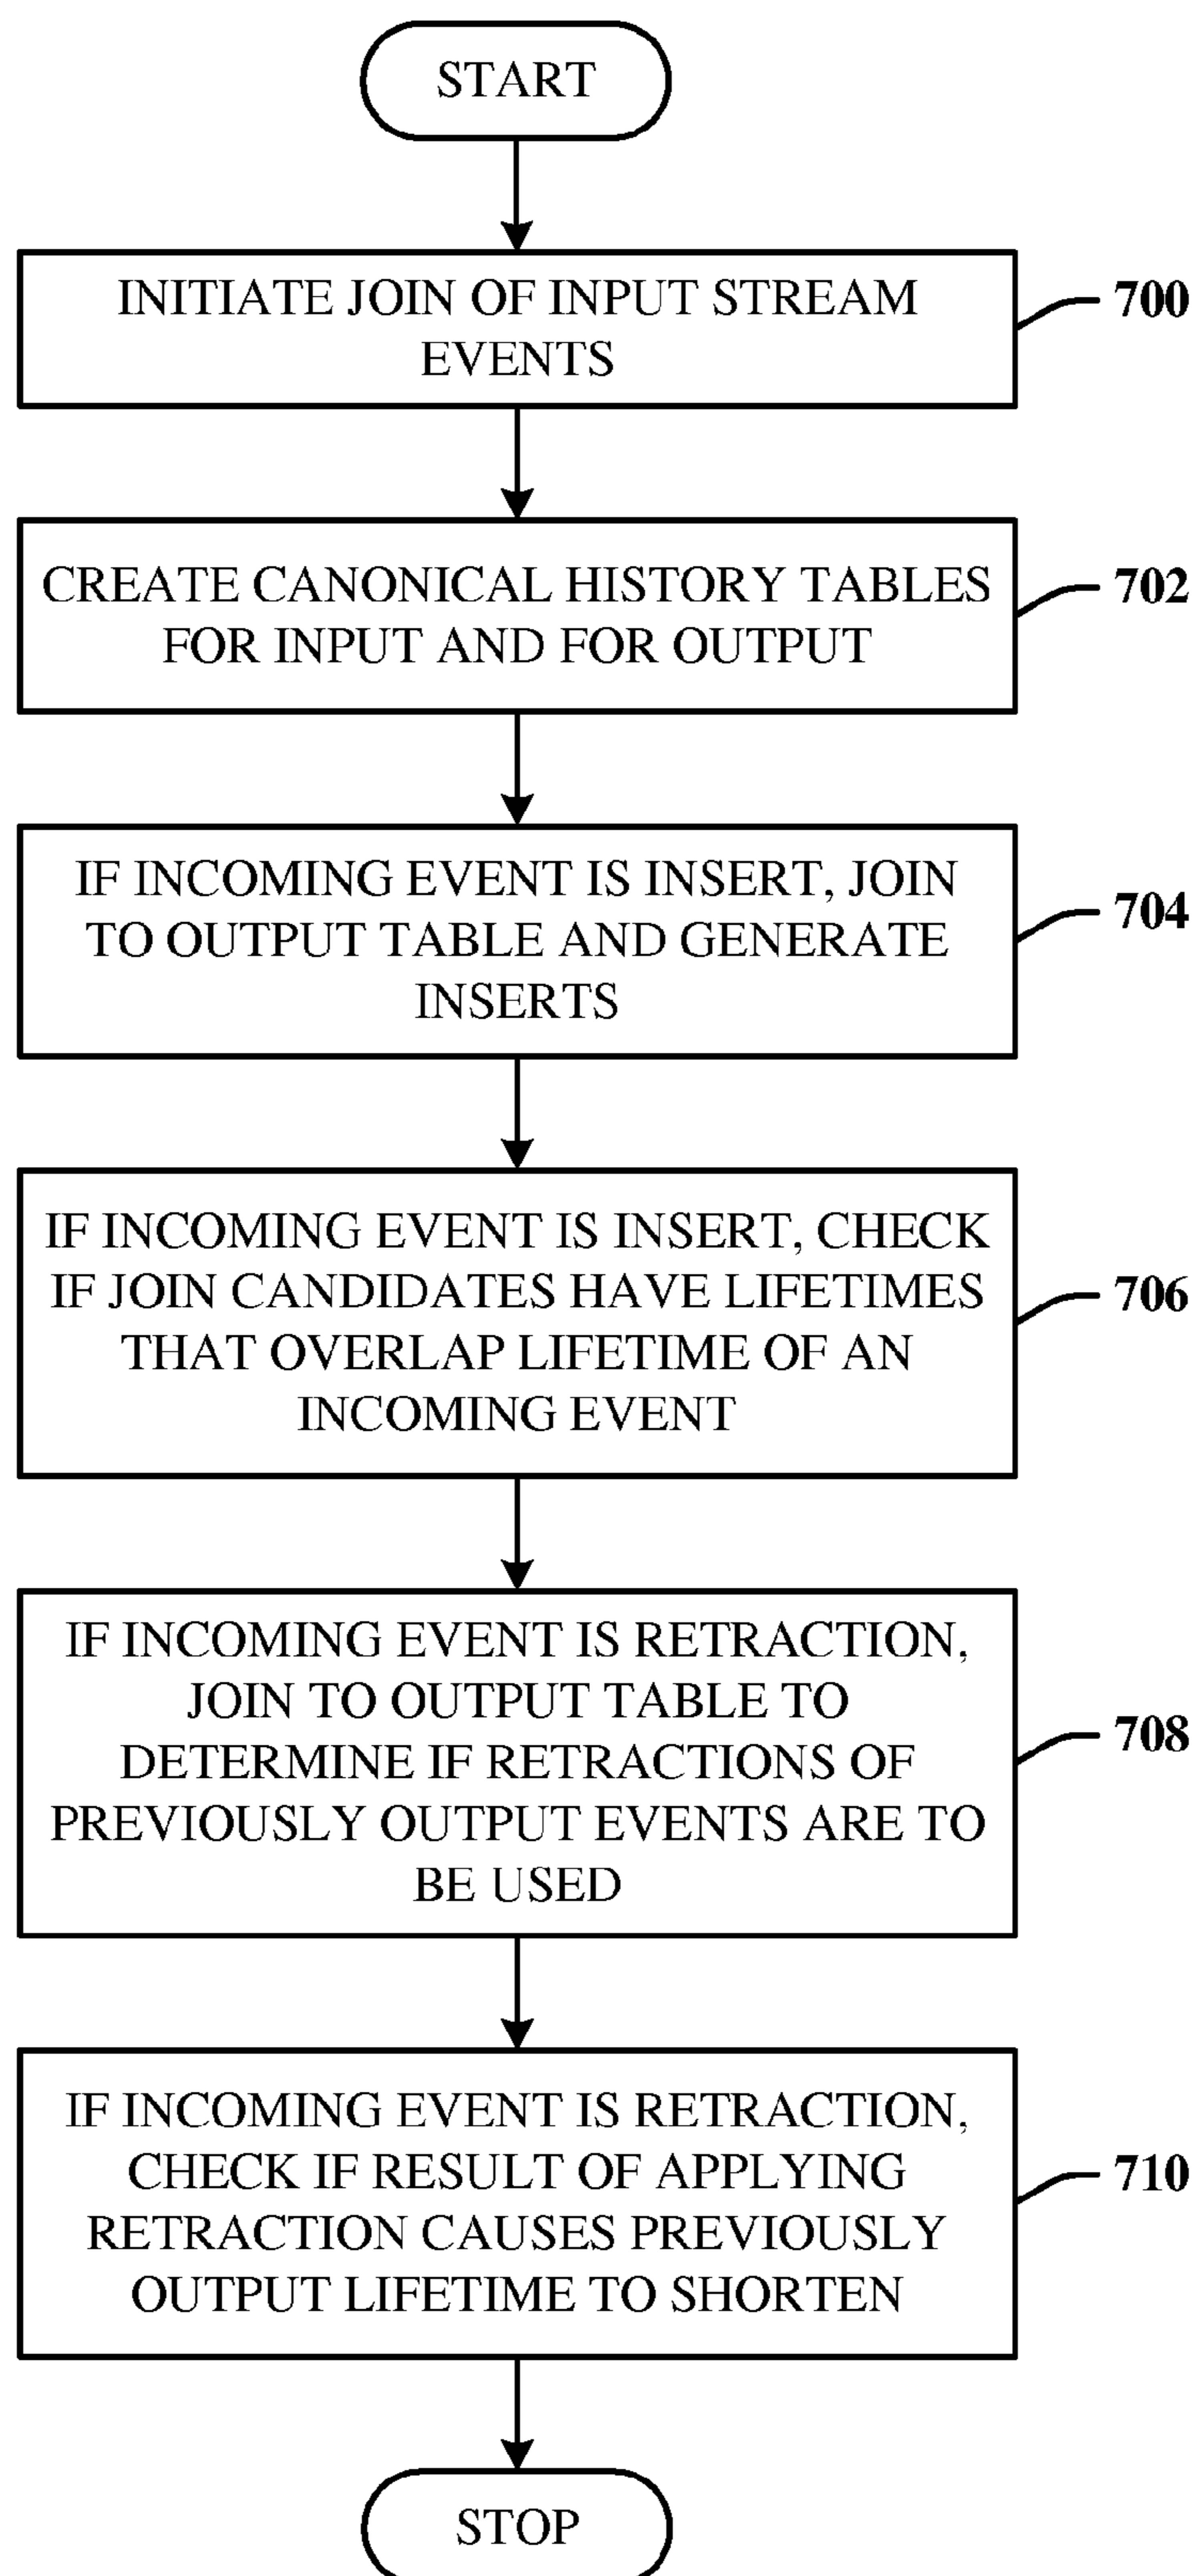 START
INITIATE JOIN OF INPUT STREAM
EVENTS
700
CREATE CANONICAL HISTORY TABLES
FOR INPUT AND FOR OUTPUT
702
IF INCOMING EVENT IS INSERT, JOIN
TO OUTPUT TABLE AND GENERATE
INSERTS
704
IF INCOMING EVENT IS INSERT, CHECK
IF JOIN CANDIDATES HAVE LIFETIMES
THAT OVERLAP LIFETIME OF AN
INCOMING EVENT
706
IF INCOMING EVENT IS RETRACTION,
JOIN TO OUTPUT TABLE TO
DETERMINE IF RETRACTIONS OF
PREVIOUSLY OUTPUT EVENTS ARE TO
BE USED
708
IF INCOMING EVENT IS RETRACTION,
CHECK IF RESULT OF APPLYING
RETRACTION CAUSES PREVIOUSLY
OUTPUT LIFETIME TO SHORTEN
710
STOP